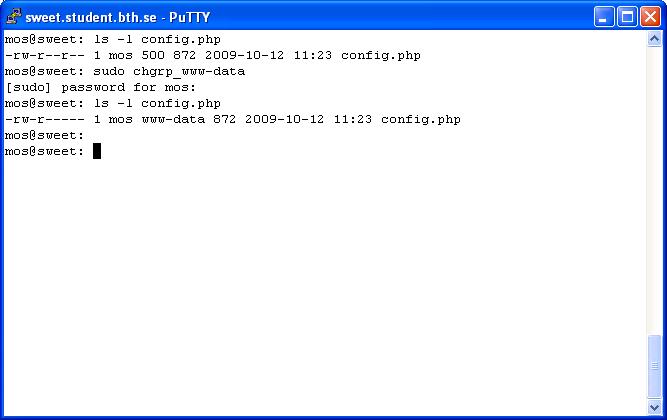 sweet.student.bth.se - PuTTY
mos@sweet: ls -l config.php
-rw-r--r-- 1 mos 500 872 2009-10-12 11:23 config.php
mos@sweet: sudo chgrp_www-data
[sudo] password for mos:
mos@sweet: ls -l config.php
-rw-r----- 1 mos www-data 872 2009-10-12 11:23 config.php
mos@sweet:
mos@sweet: